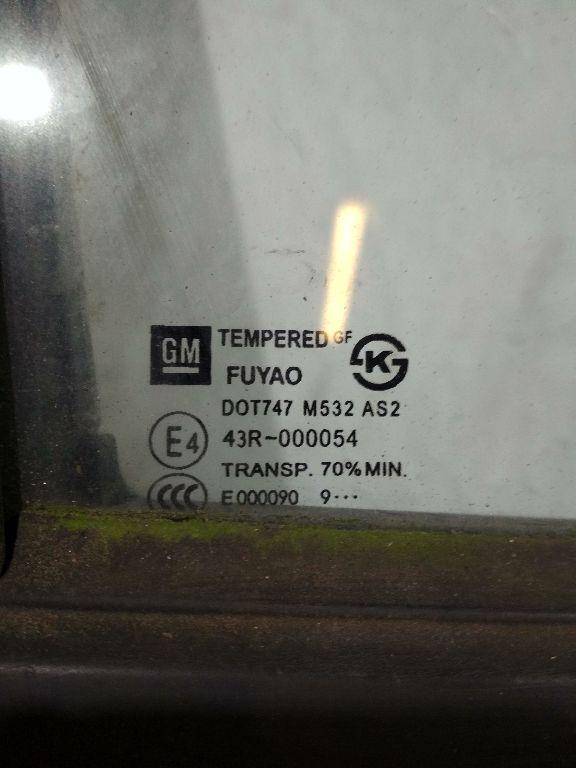 GM TEMPERED GF
FUYAO
DOT747 M532 AS2
E4 43R-000054
TRANSP. 70% MIN.
CCC E000090 9···